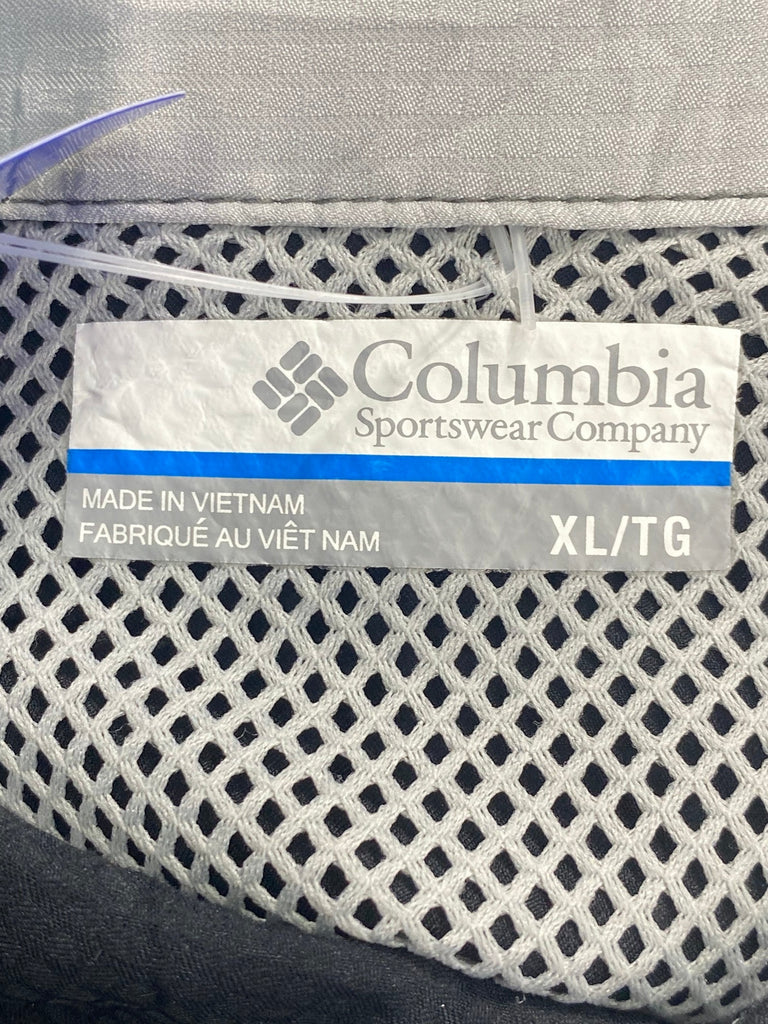 Columbia
Sportswear Company
MADE IN VIETNAM
FABRIQUÉ AU VIÊT NAM
XL/TG